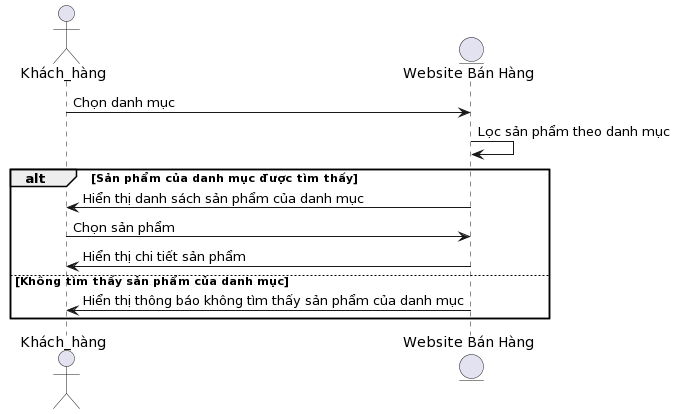 Khách_hàng
Website Bán Hàng
Chọn danh mục
Lọc sản phẩm theo danh mục
alt [Sản phẩm của danh mục được tìm thấy]
Hiển thị danh sách sản phẩm của danh mục
Chọn sản phẩm
Hiển thị chi tiết sản phẩm
[Không tìm thấy sản phẩm của danh mục]
Hiển thị thông báo không tìm thấy sản phẩm của danh mục
Khách_hàng
Website Bán Hàng